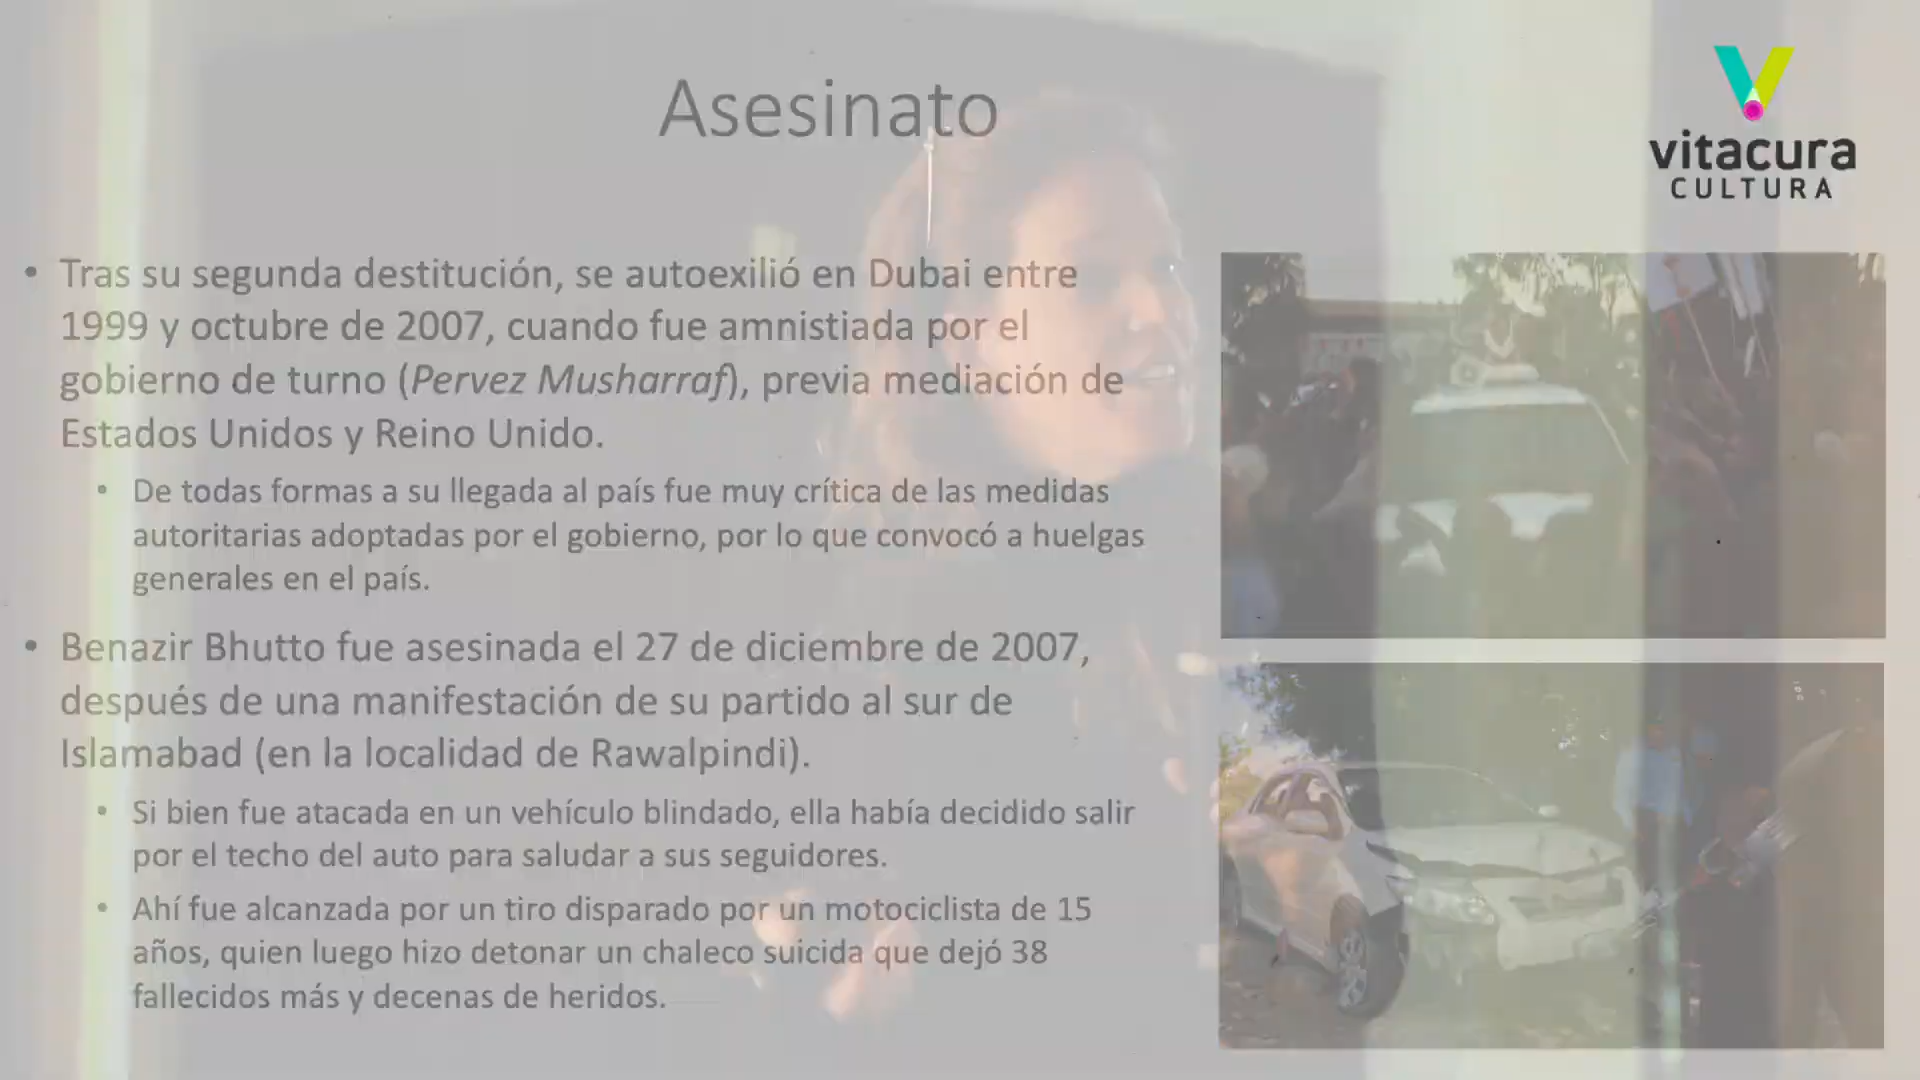 Asesinato
vitacura
CULTURA
• Tras su segunda destitución, se autoexilió en Dubai entre
1999 y octubre de 2007, cuando fue amnistiada por el
gobierno de turno (Pervez Musharraf), previa mediación de
Estados Unidos y Reino Unido.
• De todas formas a su llegada al país fue muy crítica de las medidas
autoritarias adoptadas por el gobierno, por lo que convocó a huelgas
generales en el país.
• Benazir Bhutto fue asesinada el 27 de diciembre de 2007,
después de una manifestación de su partido al sur de
Islamabad (en la localidad de Rawalpindi).
• Si bien fue atacada en un vehículo blindado, ella había decidido salir
por el techo del auto para saludar a sus seguidores.
• Ahí fue alcanzada por un tiro disparado por un motociclista de 15
años, quien luego hizo detonar un chaleco suicida que dejó 38
fallecidos más y decenas de heridos.